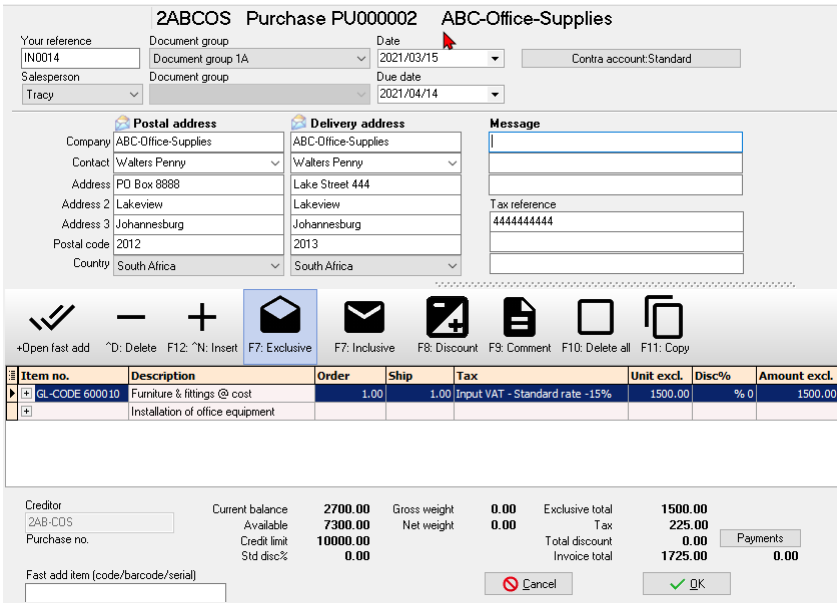 2ABCOS Purchase PU000002 ABC-Office-Supplies
Your reference Document group Date
IN0014 Document group 1A 2021/03/15 Contra account:Standard
Salesperson Document group Due date
Tracy 2021/04/14
Postal address Delivery address Message
Company ABC-Office-Supplies ABC-Office-Supplies
Contact Walters Penny Walters Penny
Address PO Box 8888 Lake Street 444
Address 2 Lakeview Lakeview Tax reference
Address 3 Johannesburg Johannesburg 4444444444
Postal code 2012 2013
Country South Africa South Africa
+Open fast add ^D: Delete F12: ^N: Insert F7: Exclusive F7: Inclusive F8: Discount F9: Comment F10: Delete all F11: Copy
Item no. Description Order Ship Tax Unit excl. Disc% Amount excl.
GL-CODE 600010 Furniture & fittings @ cost 1.00 1.00 Input VAT - Standard rate -15% 1500.00 % 0 1500.00
Installation of office equipment
Creditor Current balance 2700.00 Gross weight 0.00 Exclusive total 1500.00
2AB-COS Available 7300.00 Net weight 0.00 Tax 225.00
Purchase no. Credit limit 10000.00 Total discount 0.00 Payments
Std disc% 0.00 Invoice total 1725.00 0.00
Fast add item (code/barcode/serial) Cancel OK